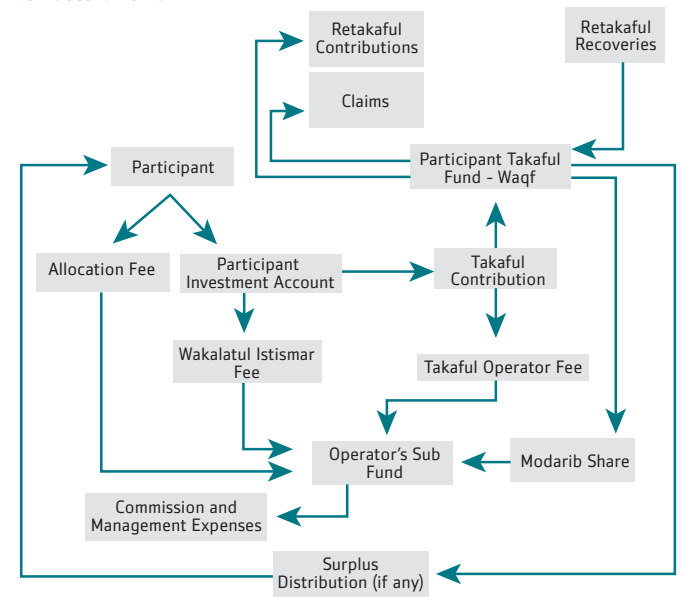 Retakaful
Contributions
Retakaful
Recoveries
Claims
Participant
Participant Takaful
Fund - Waqf
Allocation Fee
Participant
Investment Account
Takaful
Contribution
Wakalatul Istismar
Fee
Takaful Operator Fee
Operator's Sub
Fund
Modarib Share
Commission and
Management Expenses
Surplus
Distribution (if any)